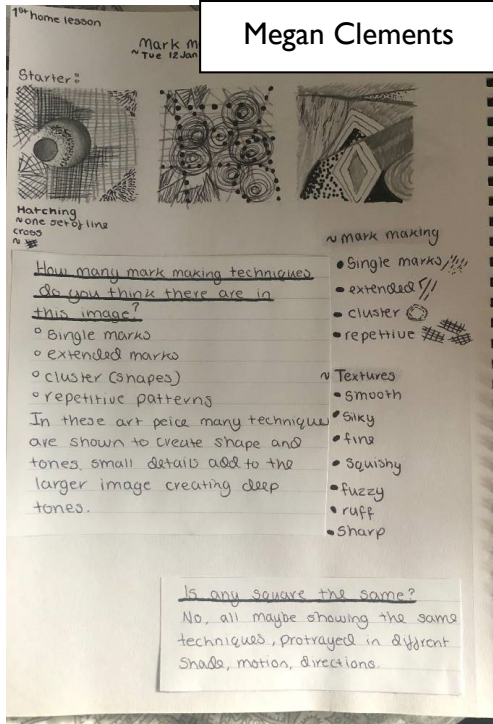 Megan Clements
1st home lesson
Mark M
~ Tue 12 Jan
Starter:
Hatching
~ one set of line
cross
~
~ mark making
• Single marks
• extended
• cluster
• repettive
How many mark making techniques
do you think there are in
this image?
° Single marks
° extended marks
° cluster (shapes)
° repetitive patterns
In these art peice many technique
are shown to create shape and
tones. small details add to the
larger image creating deep
tones.
~ Textures
• Smooth
• Silky
• fine
• Squishy
• fuzzy
• ruff
• Sharp
Is any square the same?
No, all maybe showing the same
techniques, protrayed in diffrent
Shade, motion, directions.